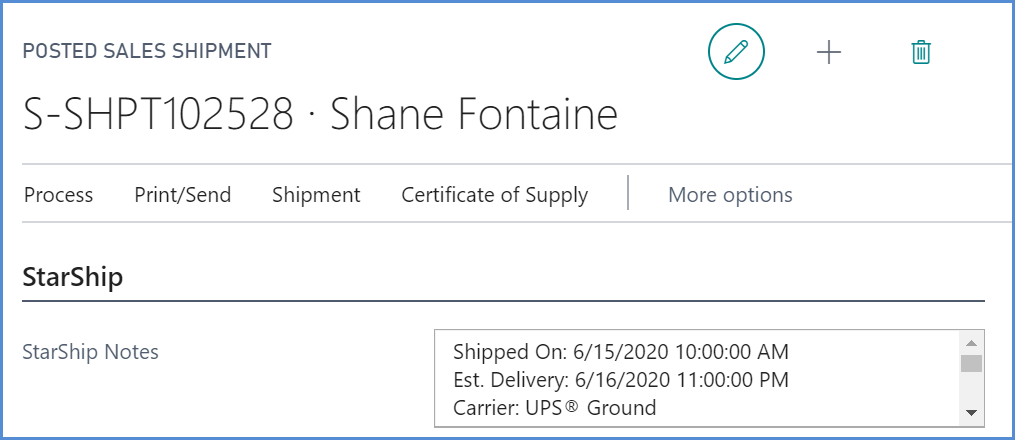 POSTED SALES SHIPMENT
S-SHPT102528 · Shane Fontaine
Process Print/Send Shipment Certificate of Supply More options
StarShip
StarShip Notes
Shipped On: 6/15/2020 10:00:00 AM
Est. Delivery: 6/16/2020 11:00:00 PM
Carrier: UPS® Ground